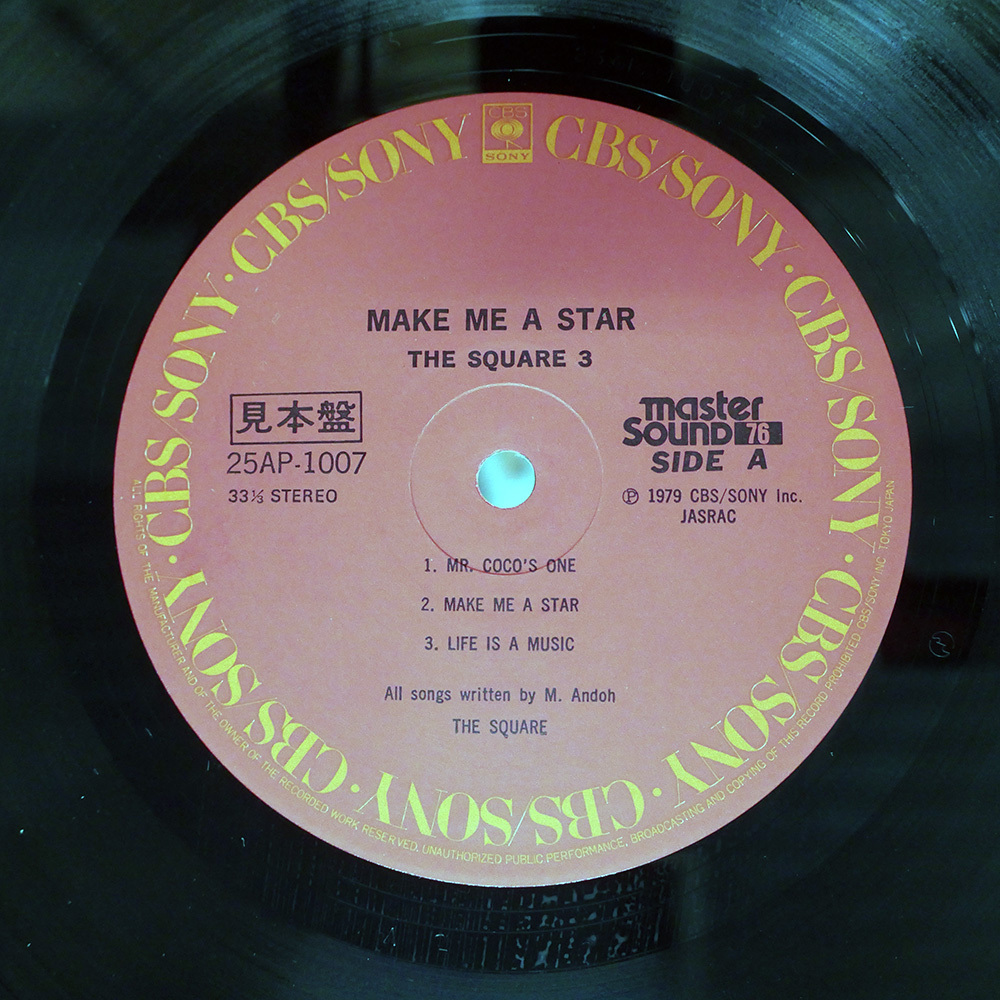 CBS
SONY
CBS/SONY · CBS/SONY · CBS/SONY · CBS/SONY · CBS/SONY · CBS/SONY · CBS/SONY · CBS/SONY
MAKE ME A STAR
THE SQUARE 3
見本盤
25AP-1007
33⅓ STEREO
master
Sound 76
SIDE A
Ⓟ 1979 CBS/SONY Inc.
JASRAC
1. MR. COCO'S ONE
2. MAKE ME A STAR
3. LIFE IS A MUSIC
All songs written by M. Andoh
THE SQUARE
ALL RIGHTS OF THE MANUFACTURER AND OF THE OWNER OF THE RECORDED WORK RESERVED. UNAUTHORIZED PUBLIC PERFORMANCE, BROADCASTING AND COPYING OF THIS RECORD PROHIBITED CBS/SONY INC TOKYO JAPAN